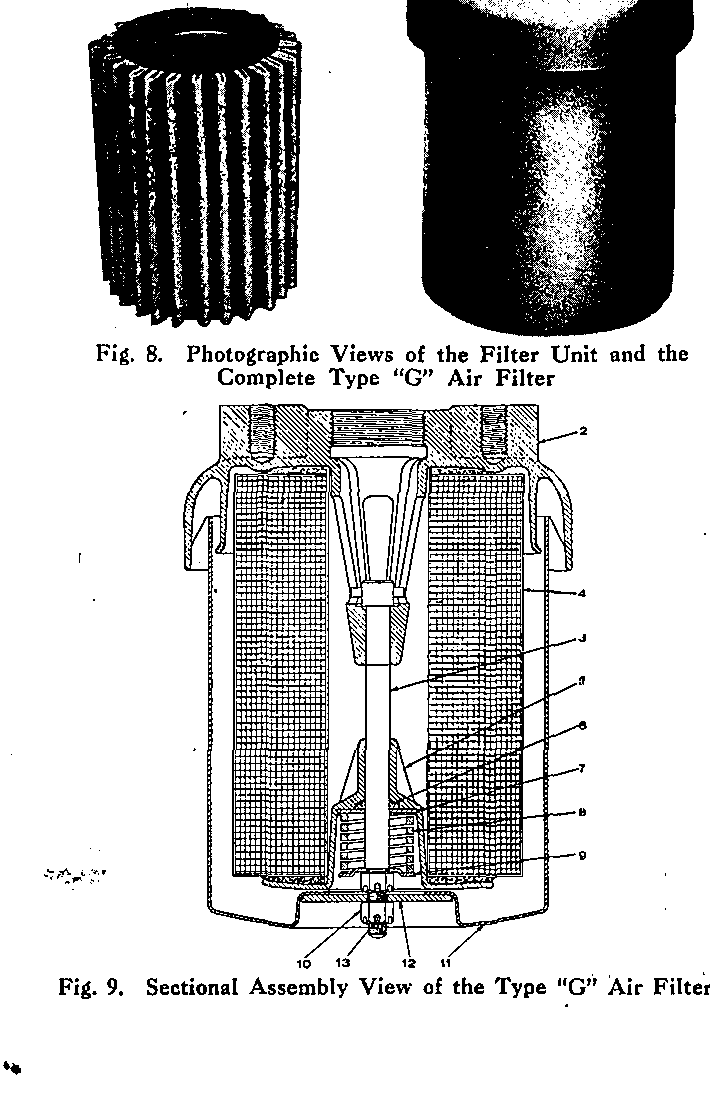 Fig. 8. Photographic Views of the Filter Unit and the
Complete Type "G" Air Filter
2
4
3
5
6
7
8
9
10 13 12 11
Fig. 9. Sectional Assembly View of the Type "G" Air Filter